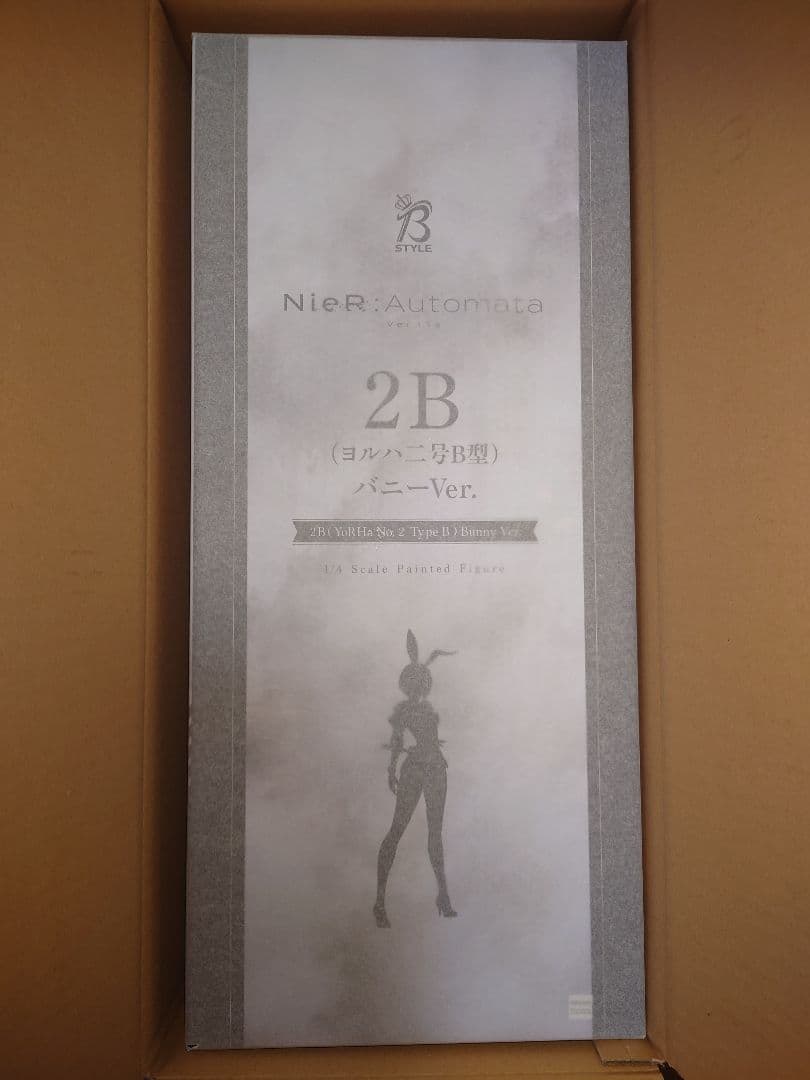 B
STYLE
NieR:Automata
Ver1.1a
2B
(ヨルハ二号B型)
バニーVer.
2B (YoRHa No. 2 Type B) Bunny Ver.
1/4 Scale Painted Figure